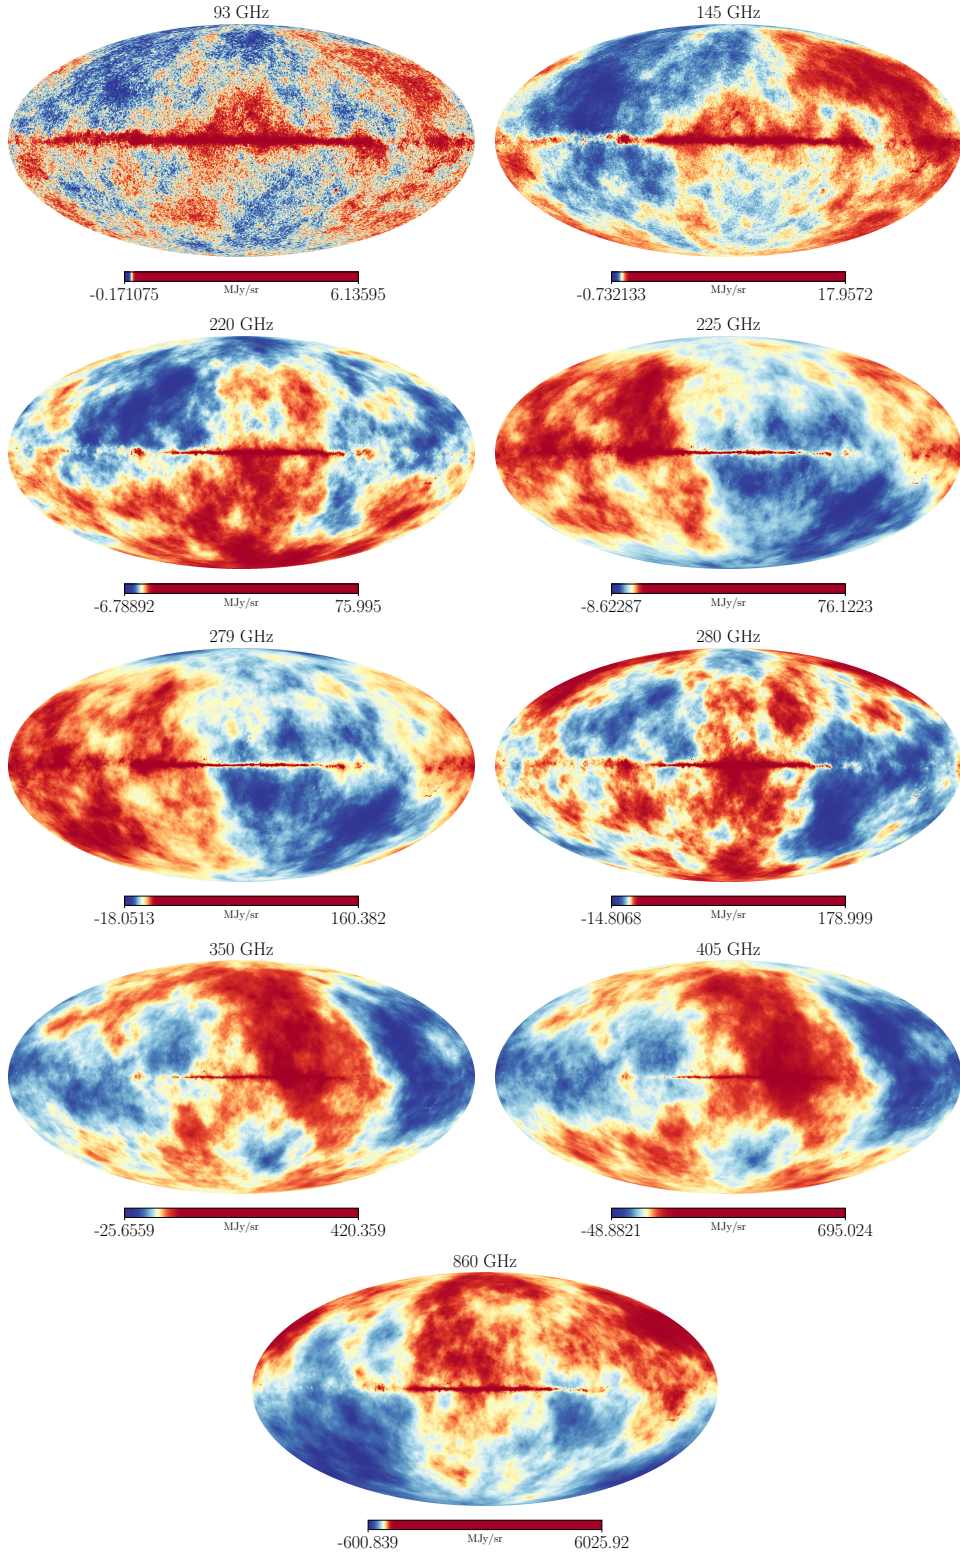 93 GHz
145 GHz
-0.171075 MJy/sr 6.13595
-0.732133 MJy/sr 17.9572
220 GHz
225 GHz
-6.78892 MJy/sr 75.995
-8.62287 MJy/sr 76.1223
279 GHz
280 GHz
-18.0513 MJy/sr 160.382
-14.8068 MJy/sr 178.999
350 GHz
405 GHz
-25.6559 MJy/sr 420.359
-48.8821 MJy/sr 695.024
860 GHz
-600.839 MJy/sr 6025.92